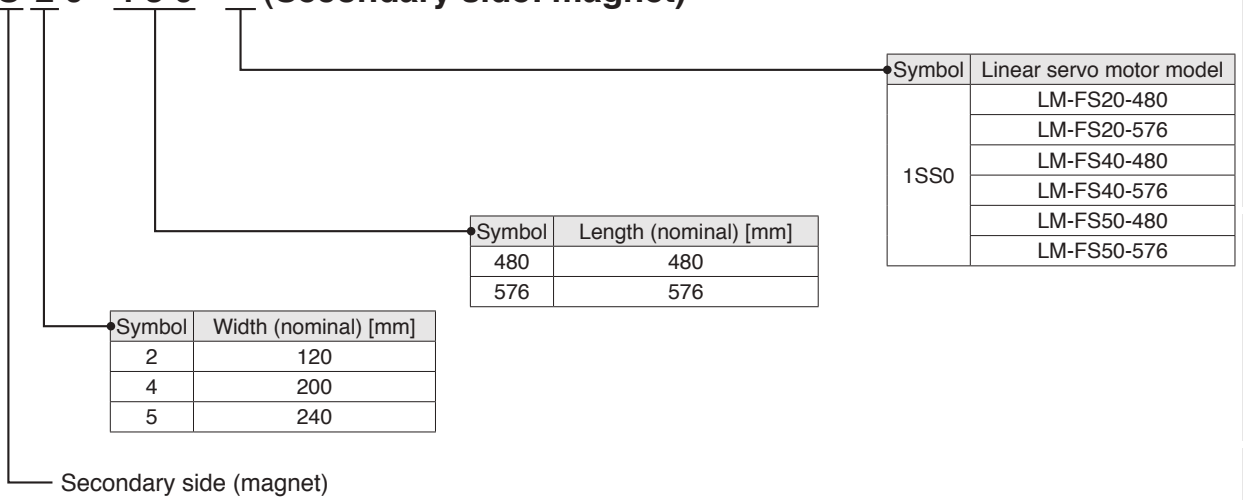 (Secondary side: magnet)
Symbol Linear servo motor model
1SS0
LM-FS20-480
LM-FS20-576
LM-FS40-480
LM-FS40-576
LM-FS50-480
LM-FS50-576
Symbol Length (nominal) [mm]
480 480
576 576
Symbol Width (nominal) [mm]
2 120
4 200
5 240
Secondary side (magnet)